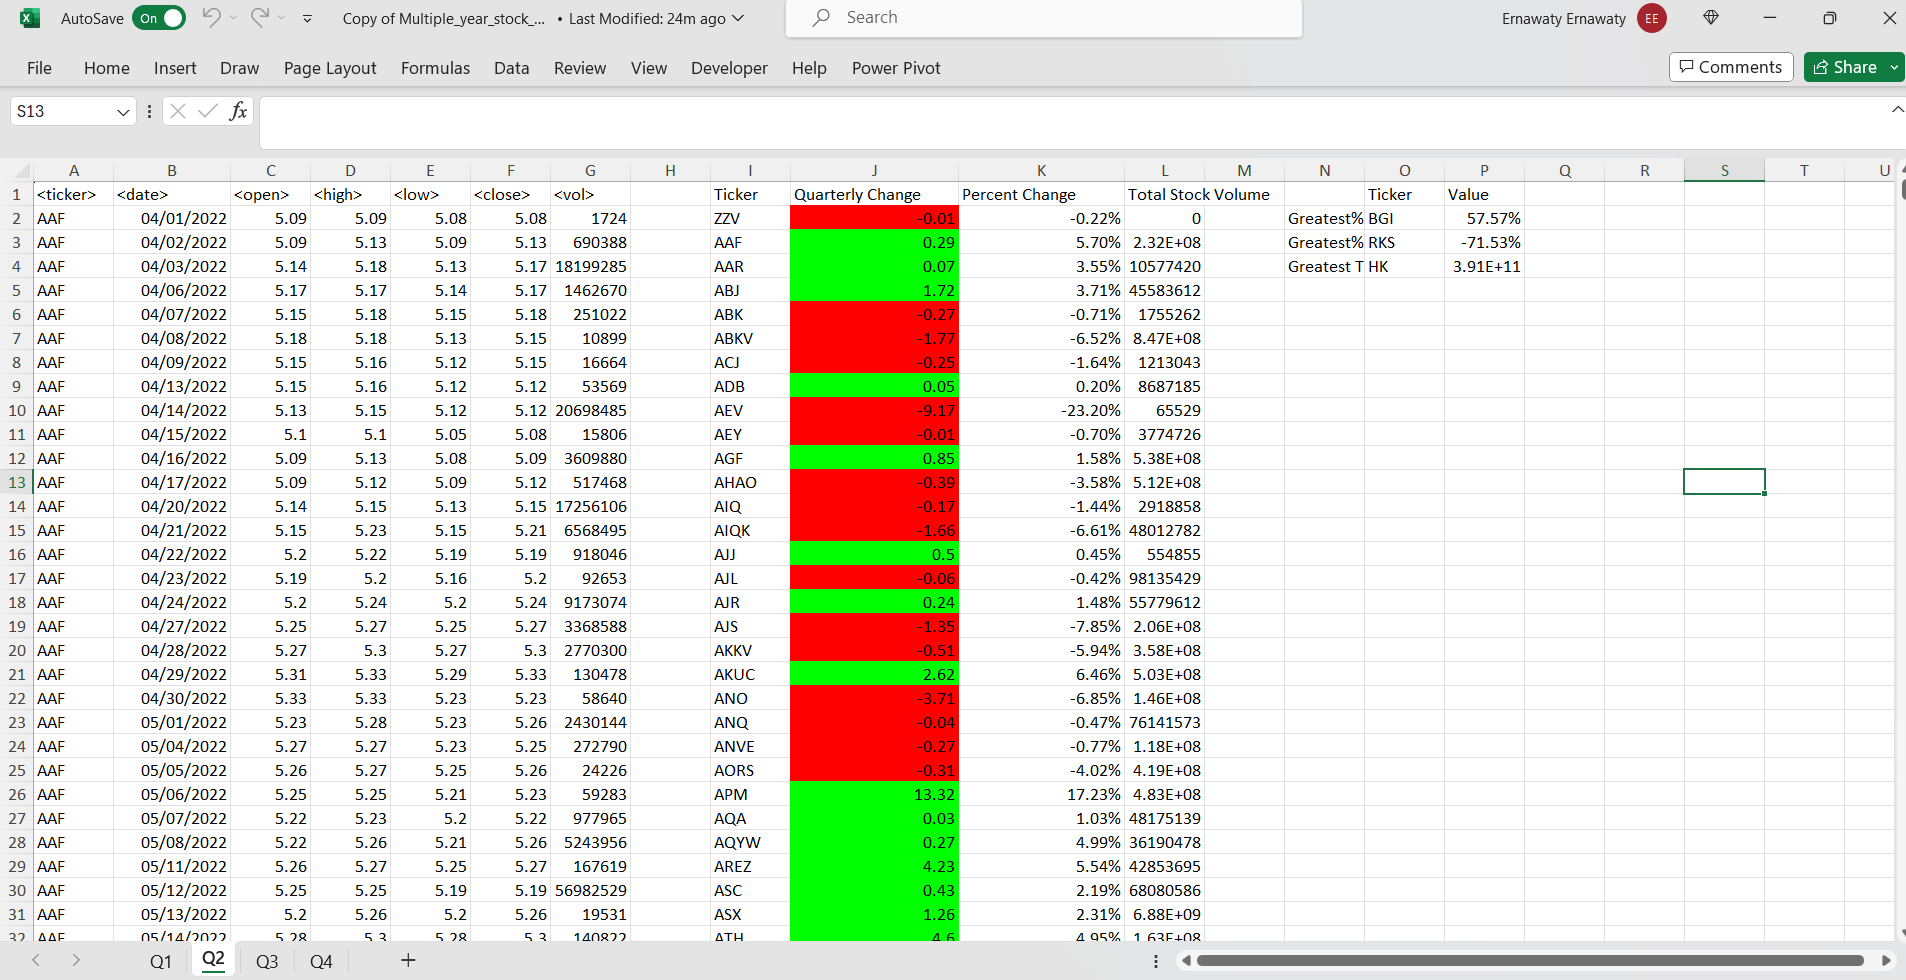 AutoSave On Copy of Multiple_year_stock_... • Last Modified: 24m ago Search Ernawaty Ernawaty EE
File Home Insert Draw Page Layout Formulas Data Review View Developer Help Power Pivot Comments Share
S13 fx
A B C D E F G H I J K L M N O P Q R S T U
1 <ticker> <date> <open> <high> <low> <close> <vol> Ticker Quarterly Change Percent Change Total Stock Volume Ticker Value
2 AAF 04/01/2022 5.09 5.09 5.08 5.08 1724 ZZV -0.01 -0.22% 0 Greatest% BGI 57.57%
3 AAF 04/02/2022 5.09 5.13 5.09 5.13 690388 AAF 0.29 5.70% 2.32E+08 Greatest% RKS -71.53%
4 AAF 04/03/2022 5.14 5.18 5.13 5.17 18199285 AAR 0.07 3.55% 10577420 Greatest T HK 3.91E+11
5 AAF 04/06/2022 5.17 5.17 5.14 5.17 1462670 ABJ 1.72 3.71% 45583612
6 AAF 04/07/2022 5.15 5.18 5.15 5.18 251022 ABK -0.27 -0.71% 1755262
7 AAF 04/08/2022 5.18 5.18 5.13 5.15 10899 ABKV -1.77 -6.52% 8.47E+08
8 AAF 04/09/2022 5.15 5.16 5.12 5.15 16664 ACJ -0.25 -1.64% 1213043
9 AAF 04/13/2022 5.15 5.16 5.12 5.12 53569 ADB 0.05 0.20% 8687185
10 AAF 04/14/2022 5.13 5.15 5.12 5.12 20698485 AEV -9.17 -23.20% 65529
11 AAF 04/15/2022 5.1 5.1 5.05 5.08 15806 AEY -0.01 -0.70% 3774726
12 AAF 04/16/2022 5.09 5.13 5.08 5.09 3609880 AGF 0.85 1.58% 5.38E+08
13 AAF 04/17/2022 5.09 5.12 5.09 5.12 517468 AHAO -0.39 -3.58% 5.12E+08
14 AAF 04/20/2022 5.14 5.15 5.13 5.15 17256106 AIQ -0.17 -1.44% 2918858
15 AAF 04/21/2022 5.15 5.23 5.15 5.21 6568495 AIQK -1.66 -6.61% 48012782
16 AAF 04/22/2022 5.2 5.22 5.19 5.19 918046 AJJ 0.5 0.45% 554855
17 AAF 04/23/2022 5.19 5.2 5.16 5.2 92653 AJL -0.06 -0.42% 98135429
18 AAF 04/24/2022 5.2 5.24 5.2 5.24 9173074 AJR 0.24 1.48% 55779612
19 AAF 04/27/2022 5.25 5.27 5.25 5.27 3368588 AJS -1.35 -7.85% 2.06E+08
20 AAF 04/28/2022 5.27 5.3 5.27 5.3 2770300 AKKV -0.51 -5.94% 3.58E+08
21 AAF 04/29/2022 5.31 5.33 5.29 5.33 130478 AKUC 2.62 6.46% 5.03E+08
22 AAF 04/30/2022 5.33 5.33 5.23 5.23 58640 ANO -3.71 -6.85% 1.46E+08
23 AAF 05/01/2022 5.23 5.28 5.23 5.26 2430144 ANQ -0.04 -0.47% 76141573
24 AAF 05/04/2022 5.27 5.27 5.23 5.25 272790 ANVE -0.27 -0.77% 1.18E+08
25 AAF 05/05/2022 5.26 5.27 5.25 5.26 24226 AORS -0.31 -4.02% 4.19E+08
26 AAF 05/06/2022 5.25 5.25 5.21 5.23 59283 APM 13.32 17.23% 4.83E+08
27 AAF 05/07/2022 5.22 5.23 5.2 5.22 977965 AQA 0.03 1.03% 48175139
28 AAF 05/08/2022 5.22 5.26 5.21 5.26 5243956 AQYW 0.27 4.99% 36190478
29 AAF 05/11/2022 5.26 5.27 5.25 5.27 167619 AREZ 4.23 5.54% 42853695
30 AAF 05/12/2022 5.25 5.25 5.19 5.19 56982529 ASC 0.43 2.19% 68080586
31 AAF 05/13/2022 5.2 5.26 5.2 5.26 19531 ASX 1.26 2.31% 6.88E+09
32 AAF 05/14/2022 5.28 5.3 5.28 5.3 140822 ATH 4.6 4.95% 1.63E+08
Q1 Q2 Q3 Q4 +